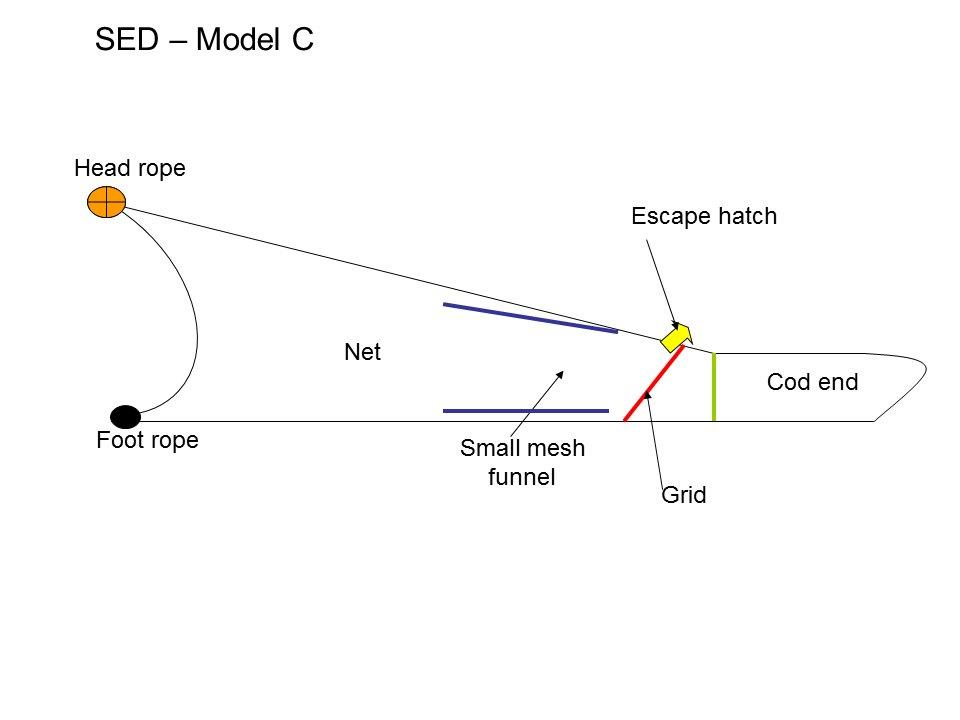 SED – Model C
Head rope
Escape hatch
Net
Cod end
Foot rope
Small mesh
funnel
Grid